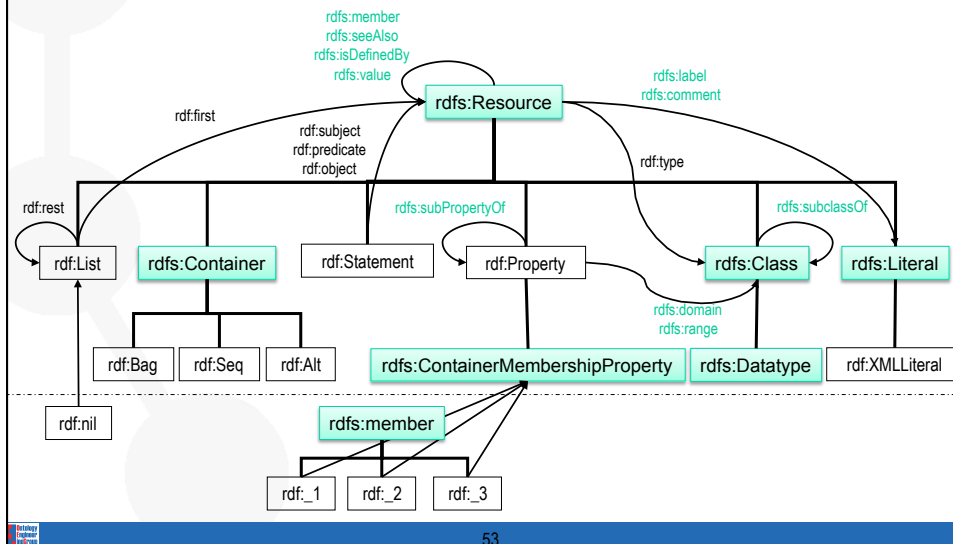 rdfs:member
rdfs:seeAlso
rdfs:isDefinedBy
rdfs:value
rdfs:label
rdfs:comment
rdfs:Resource
rdf:first
rdf:subject
rdf:predicate
rdf:object
rdf:type
rdf:rest
rdfs:subPropertyOf
rdfs:subclassOf
rdf:List
rdfs:Container
rdf:Statement
rdf:Property
rdfs:Class
rdfs:Literal
rdfs:domain
rdfs:range
rdf:Bag
rdf:Seq
rdf:Alt
rdfs:ContainerMembershipProperty
rdfs:Datatype
rdf:XMLLiteral
rdf:nil
rdfs:member
rdf:_1
rdf:_2
rdf:_3
53